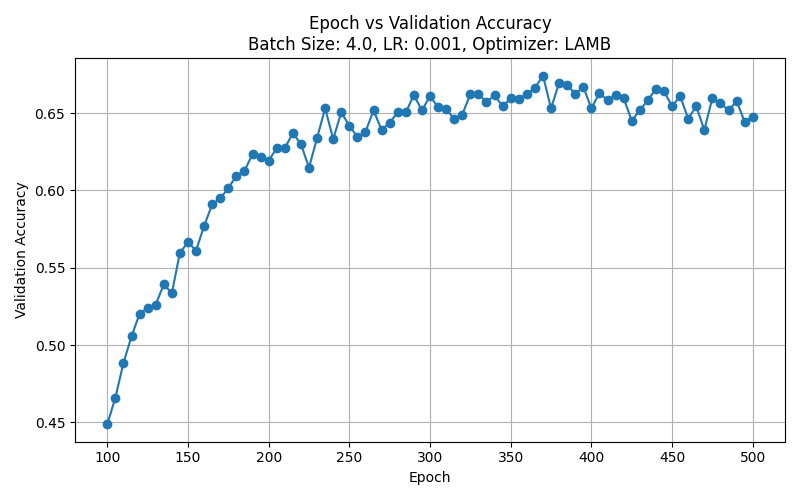 Epoch vs Validation Accuracy
Batch Size: 4.0, LR: 0.001, Optimizer: LAMB
Validation Accuracy
0.65
0.60
0.55
0.50
0.45
100 150 200 250 300 350 400 450 500
Epoch